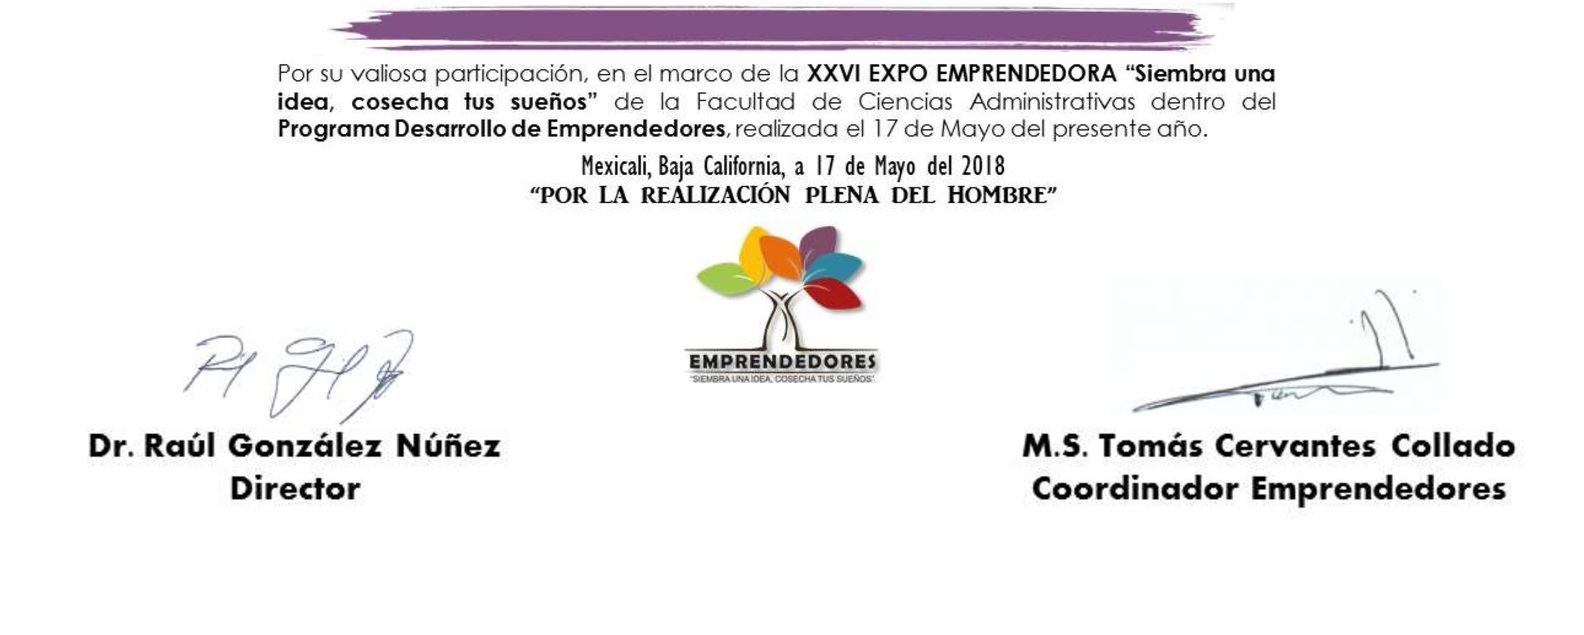 Por su valiosa participación, en el marco de la XXVI EXPO EMPRENDEDORA “Siembra una
idea, cosecha tus sueños” de la Facultad de Ciencias Administrativas dentro del
Programa Desarrollo de Emprendedores, realizada el 17 de Mayo del presente año.
Mexicali, Baja California, a 17 de Mayo del 2018
“POR LA REALIZACIÓN PLENA DEL HOMBRE”
EMPRENDEDORES
“SIEMBRA UNA IDEA, COSECHA TUS SUEÑOS”.
Dr. Raúl González Núñez
Director
M.S. Tomás Cervantes Collado
Coordinador Emprendedores